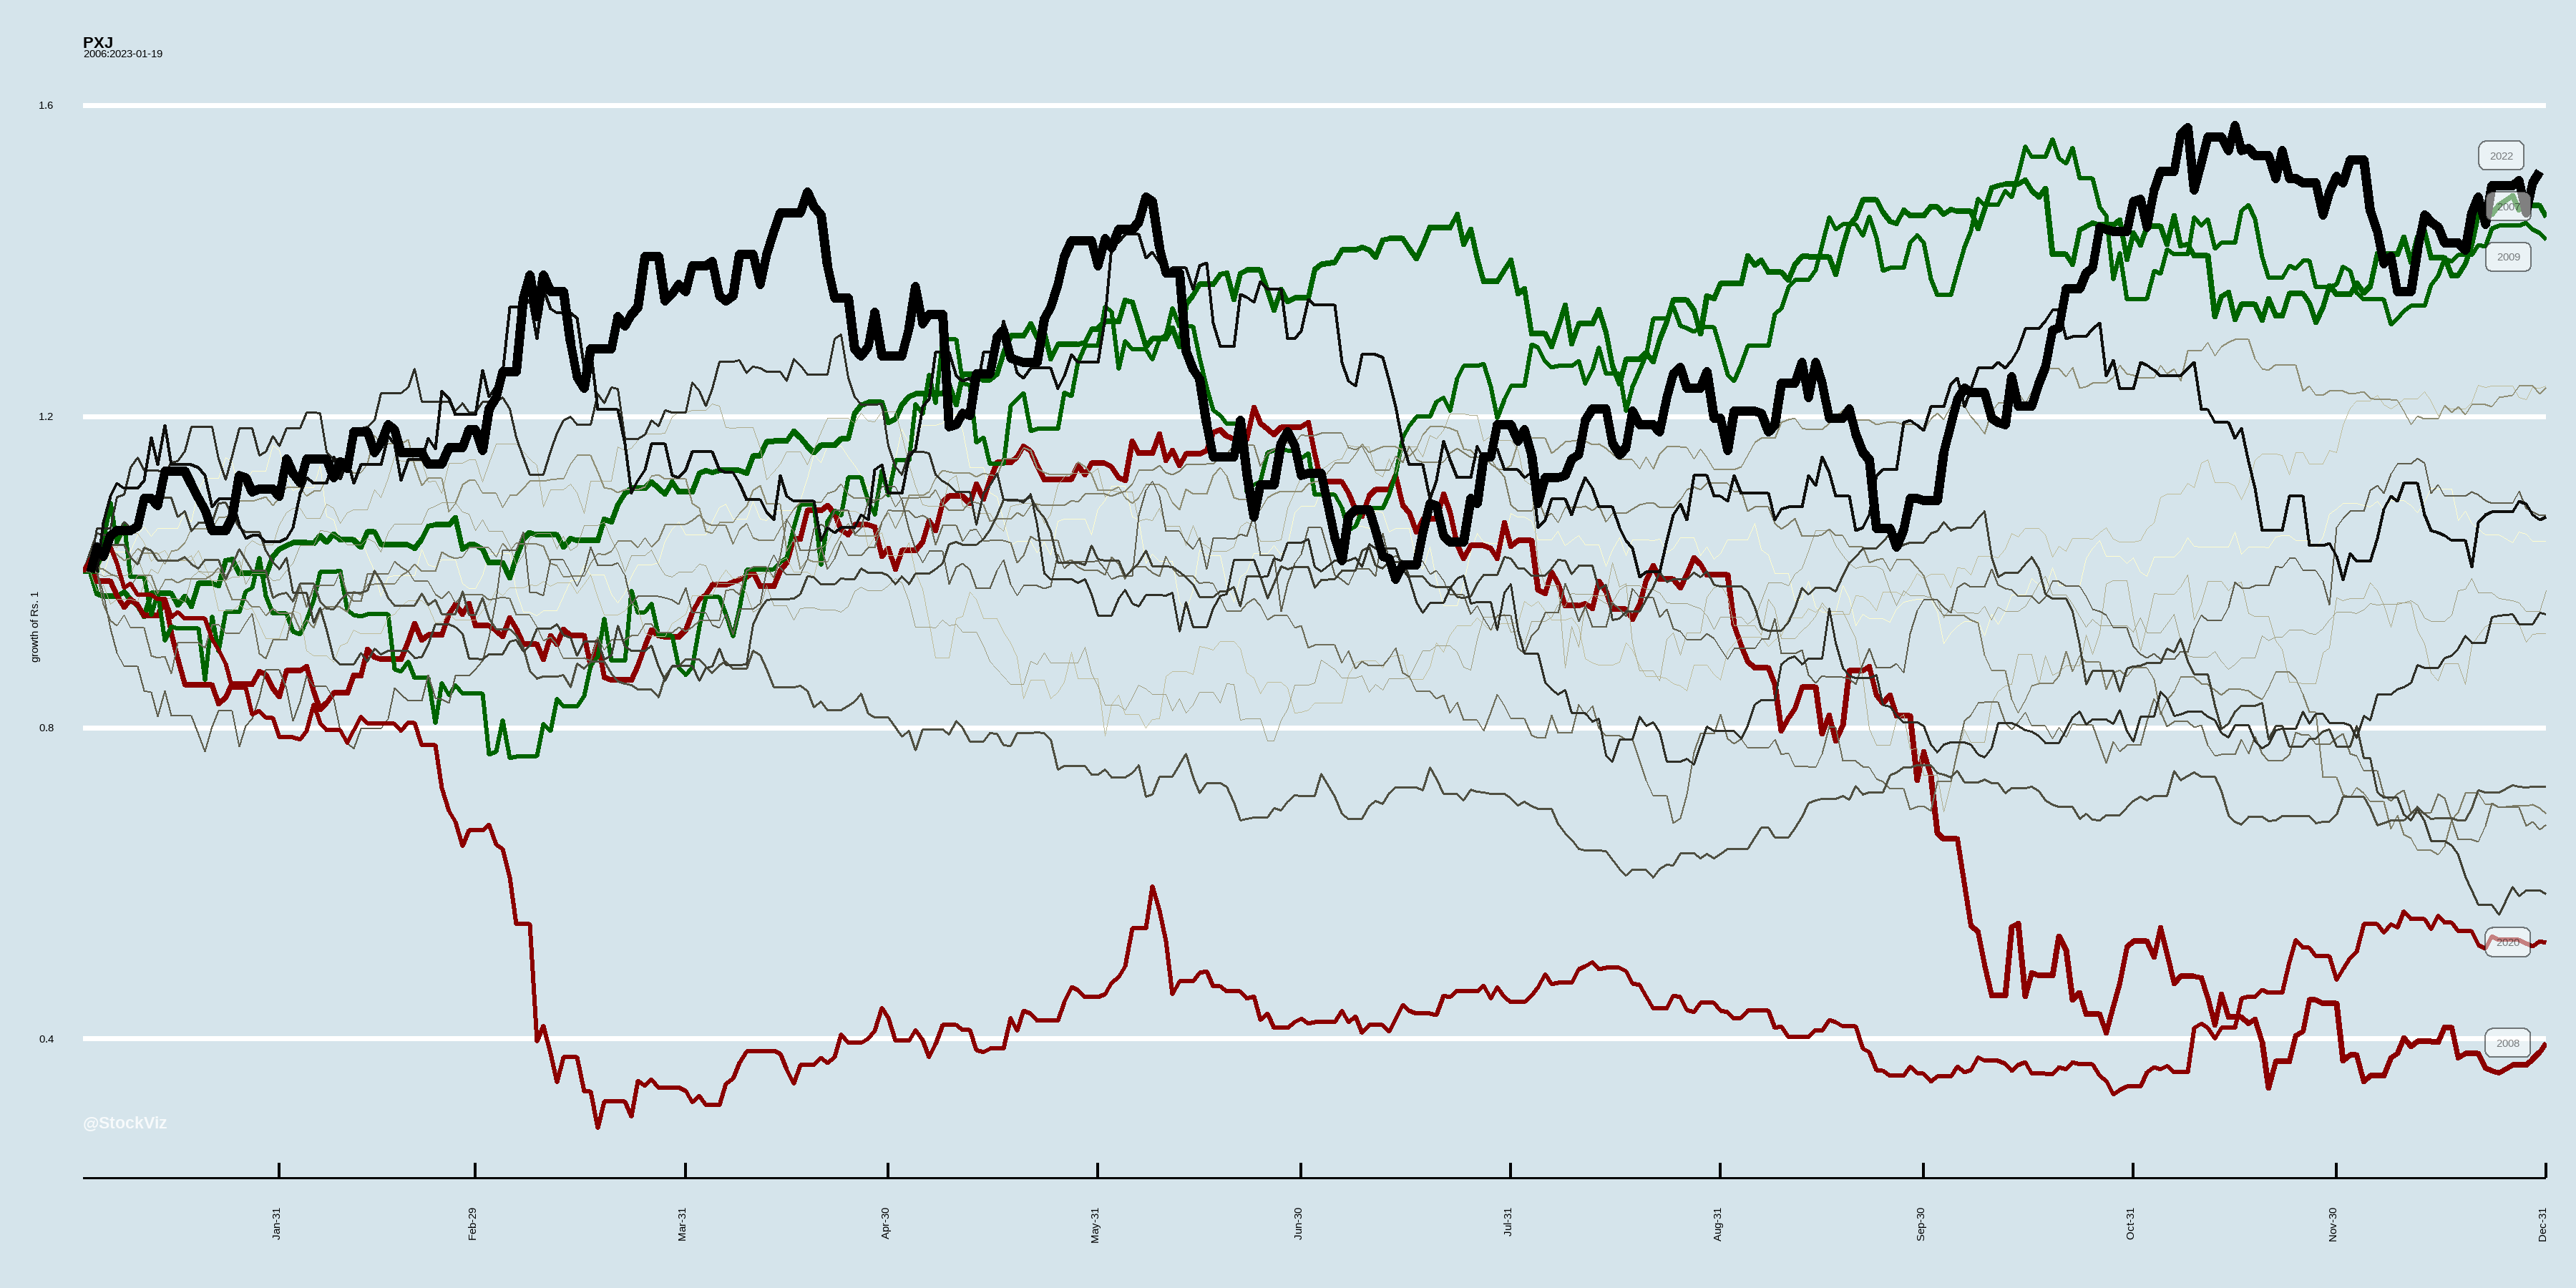 PXJ
2006:2023-01-19
growth of Rs. 1
1.6
1.2
0.8
0.4
2022
2007
2009
2020
2008
@StockViz
Jan-31
Feb-29
Mar-31
Apr-30
May-31
Jun-30
Jul-31
Aug-31
Sep-30
Oct-31
Nov-30
Dec-31